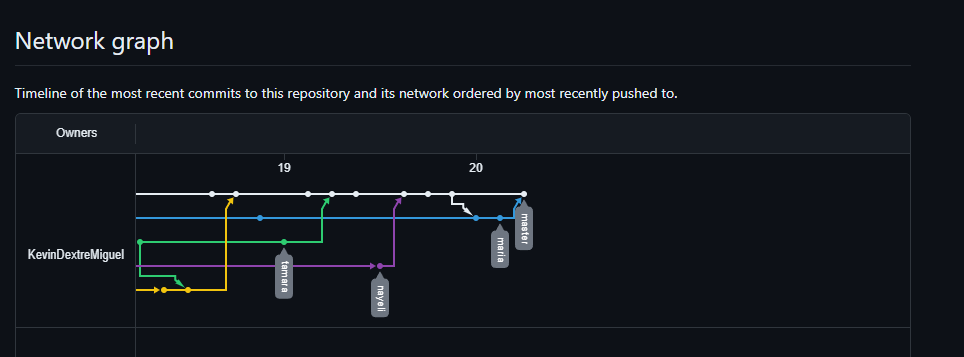 Network graph
Timeline of the most recent commits to this repository and its network ordered by most recently pushed to.
Owners
19
20
KevinDextreMiguel
master
maria
tamara
nayeli